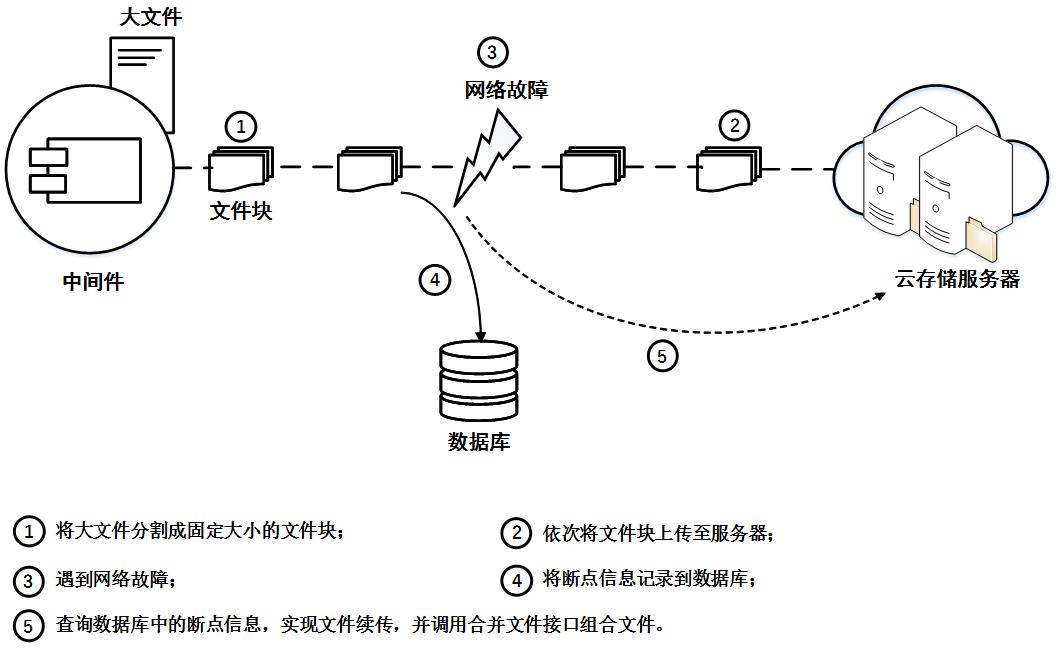 大文件
③
网络故障
①
②
文件块
中间件
④
云存储服务器
⑤
数据库
① 将大文件分割成固定大小的文件块；
② 依次将文件块上传至服务器；
③ 遇到网络故障；
④ 将断点信息记录到数据库；
⑤ 查询数据库中的断点信息，实现文件续传，并调用合并文件接口组合文件。